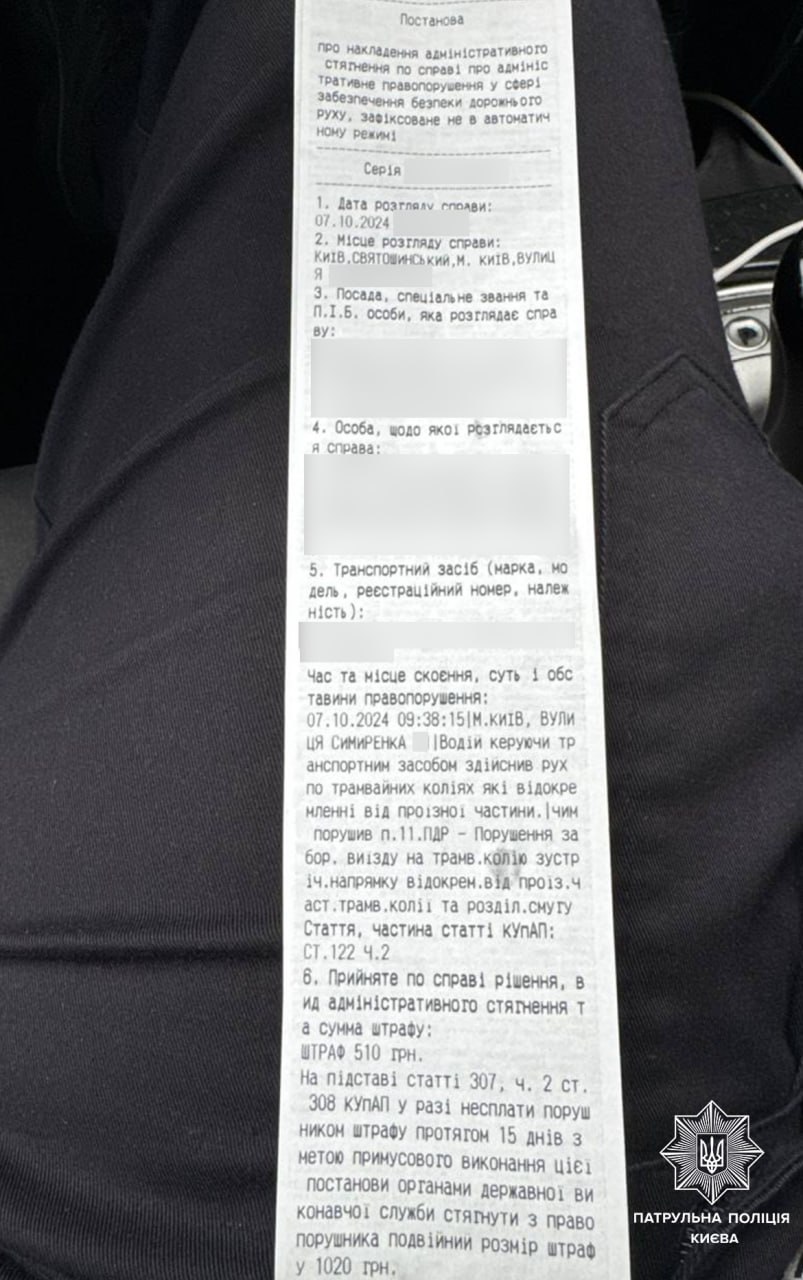 Постанова
про накладення адміністративного
стягнення по справі про адмініс
тративне правопорушення у сфері
забезпечення безпеки дорожнього
руху, зафіксоване не в автоматич
ному режимі
Серія
1. Дата розгляду справи:
07.10.2024
2. Місце розгляду справи:
КИЇВ,СВЯТОШИНСЬКИЙ,М. КИЇВ,ВУЛИЦ
Я
3. Посада, спеціальне звання та
П.І.Б. особи, яка розглядає спра
ву:
4. Особа, щодо якої розглядаєтьс
я справа:
5. Транспортний засіб (марка, мо
дель, реєстраційний номер, належ
ність):
Час та місце скоєння, суть і обс
тавини правопорушення:
07.10.2024 09:38:15|М.КИЇВ, ВУЛИ
ЦЯ СИМИРЕНКА |Водій керуючи тр
анспортним засобом здійснив рух
по трамвайних коліях які відокре
мленні від проїзної частини.|чим
порушив п.11.ПДР - Порушення за
бор. виїзду на трамв.колію зустр
іч.напрямку відокрем.від проїз.ч
аст.трамв.колії та розділ.смугу
Стаття, частина статті КУпАП:
СТ.122 Ч.2
6. Прийняте по справі рішення, в
ид адміністративного стягнення т
а сумма штрафу:
ШТРАФ 510 грн.
На підставі статті 307, ч. 2 ст.
308 КУпАП у разі несплати поруш
ником штрафу протягом 15 днів з
метою примусового виконання цієї
постанови органами державної ви
конавчої служби стягнути з право
порушника подвійний розмір штраф
у 1020 грн.
ПАТРУЛЬНА ПОЛІЦІЯ
КИЄВА